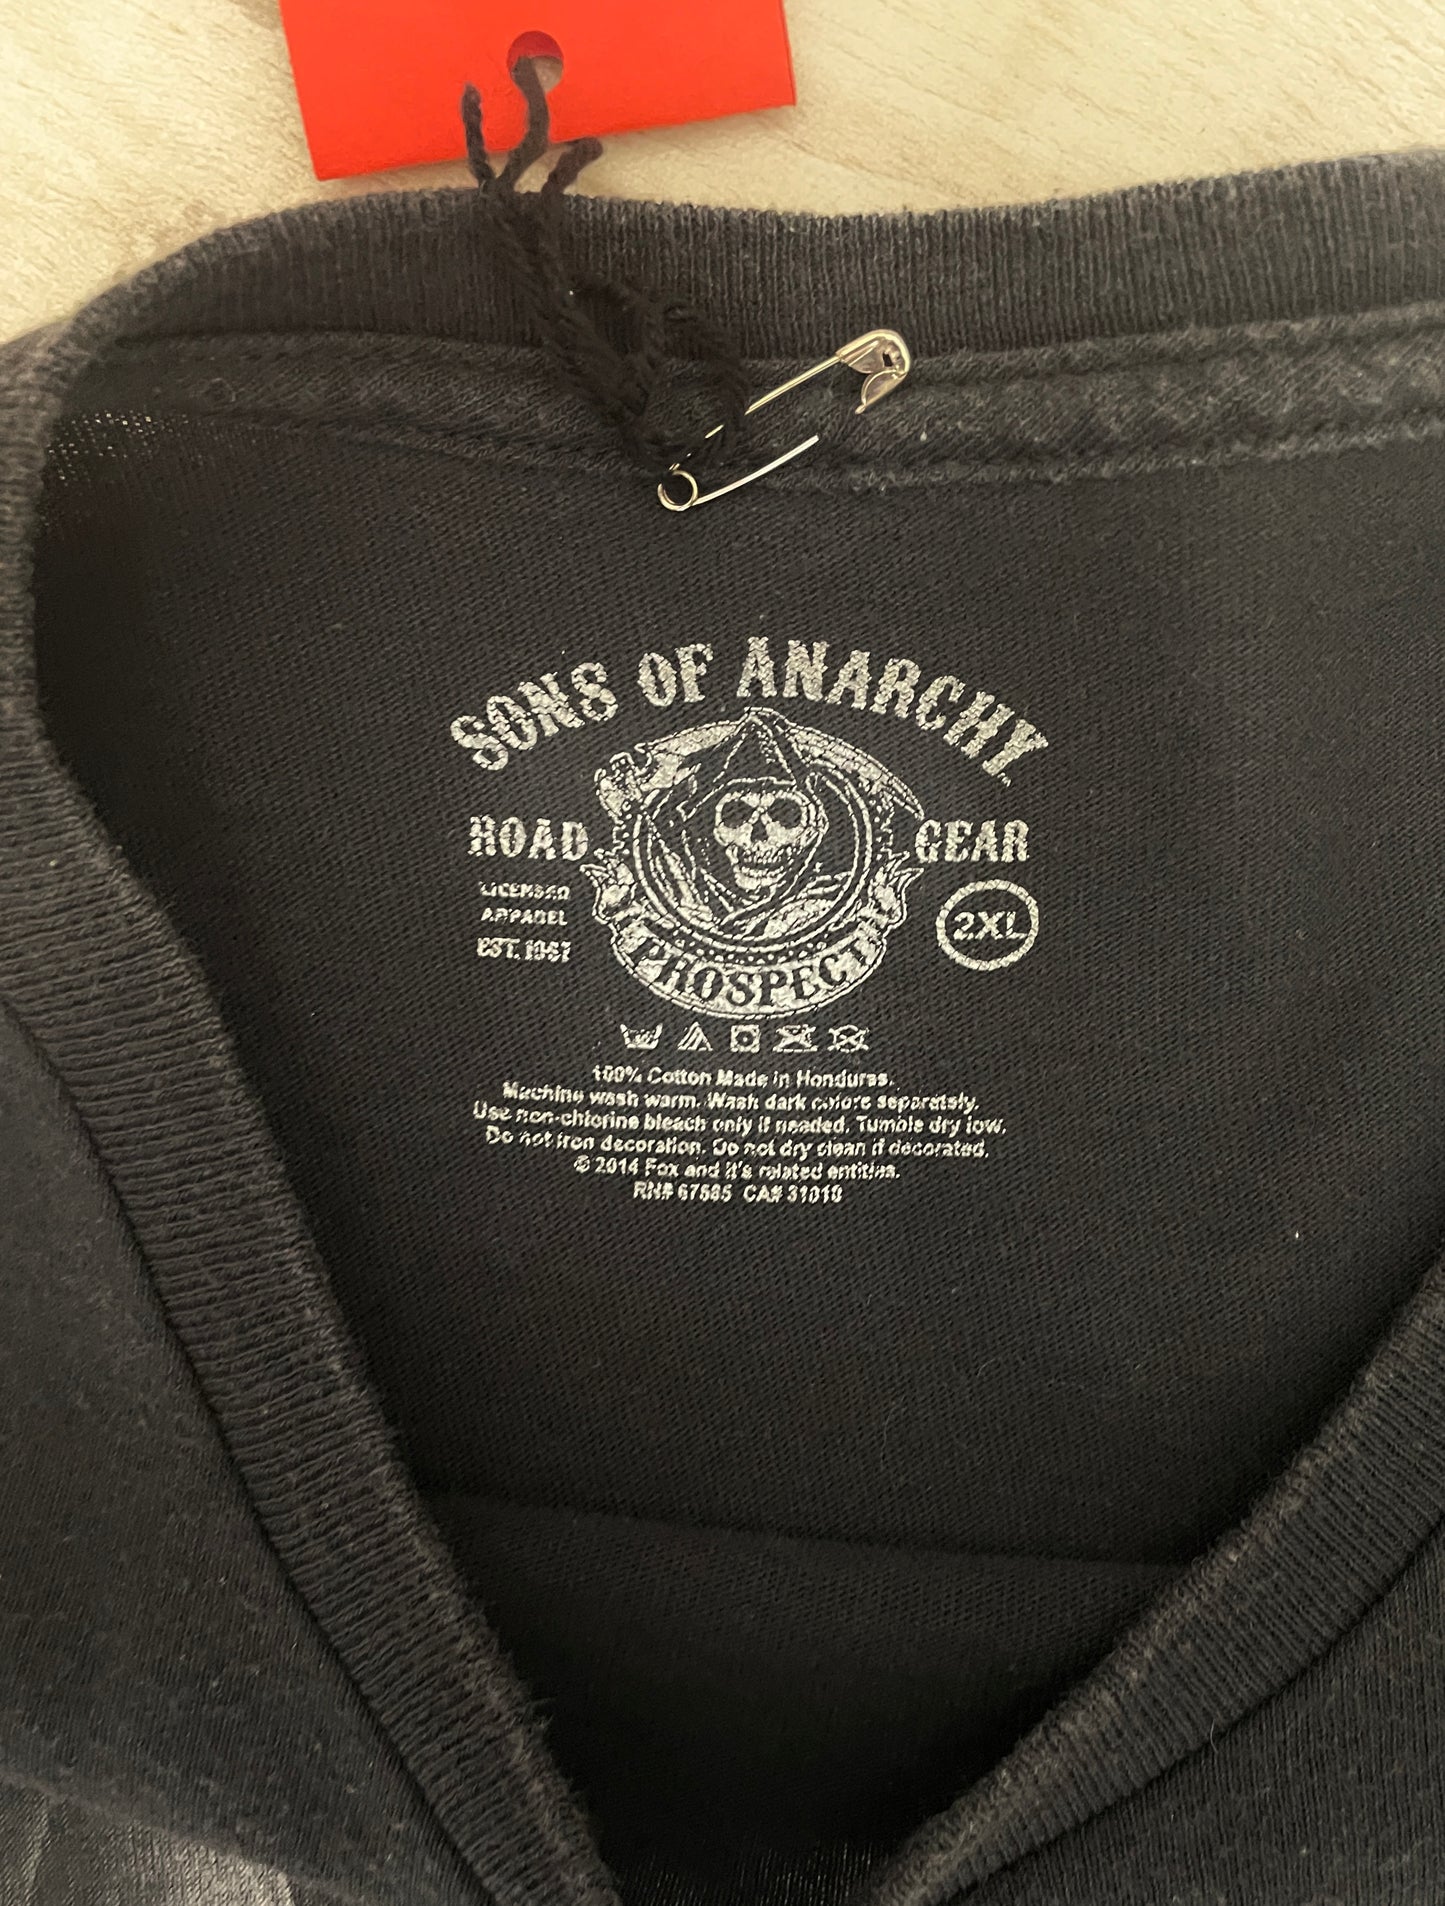 SONS OF ANARCHY
ROAD GEAR
LICENSED
APPAREL
EST. 1967
2XL
PROSPECT
100% Cotton Made in Honduras.
Machine wash warm. Wash dark colors separately.
Use non-chlorine bleach only if needed. Tumble dry low.
Do not iron decoration. Do not dry clean if decorated.
© 2014 Fox and it's related entities.
RN# 67585 CA# 31010